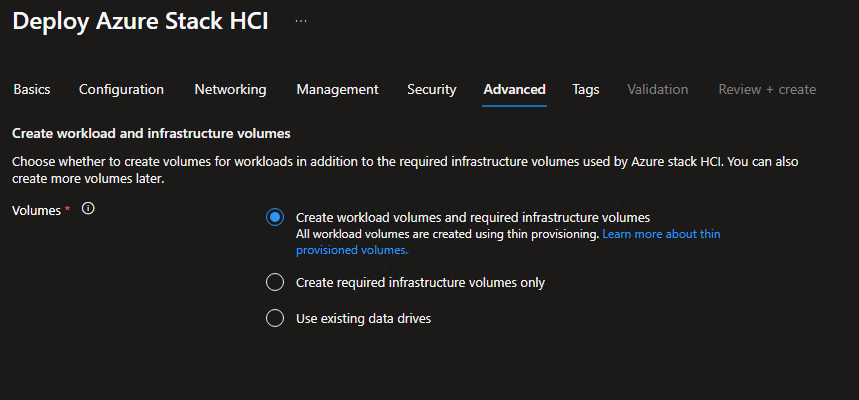 Deploy Azure Stack HCI ...
Basics Configuration Networking Management Security Advanced Tags Validation Review + create
Create workload and infrastructure volumes
Choose whether to create volumes for workloads in addition to the required infrastructure volumes used by Azure stack HCI. You can also
create more volumes later.
Volumes *
Create workload volumes and required infrastructure volumes
All workload volumes are created using thin provisioning. Learn more about thin
provisioned volumes.
Create required infrastructure volumes only
Use existing data drives